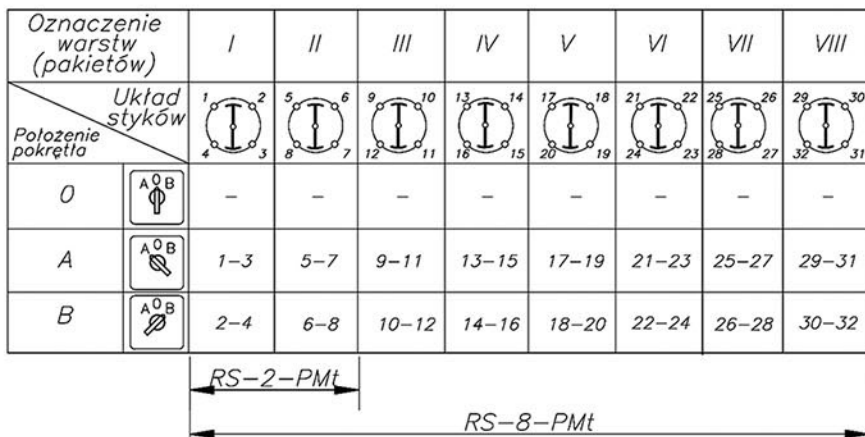 Oznaczenie
warstw
(pakietów)
I II III IV V VI VII VIII
Układ
styków
Położenie
pokrętła
1 2 5 6 9 10 13 14 17 18 21 22 25 26 29 30
4 3 8 7 12 11 16 15 20 19 24 23 28 27 32 31
0 A O B - - - - - - - -
A A O B 1-3 5-7 9-11 13-15 17-19 21-23 25-27 29-31
B A O B 2-4 6-8 10-12 14-16 18-20 22-24 26-28 30-32
RS-2-PMt
RS-8-PMt